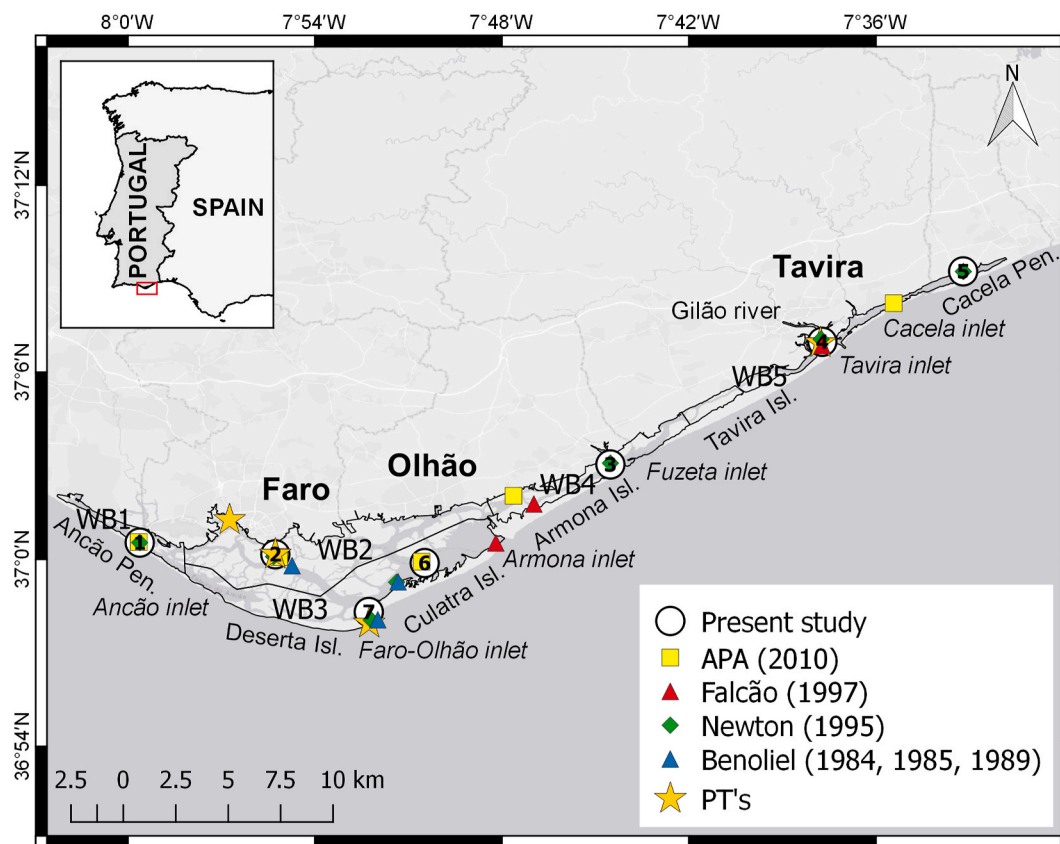 8°0′W
7°54′W
7°48′W
7°42′W
7°36′W
N
37°12′N
37°6′N
37°0′N
36°54′N
PORTUGAL
SPAIN
Tavira
Gilão river
5
Cacela Pen.
Cacela inlet
4
Tavira inlet
WB5
Tavira Isl.
Olhão
3
Fuzeta inlet
WB4
Armona Isl.
Faro
WB1
Ancão Pen.
1
2
WB2
6
Armona inlet
Ancão inlet
WB3
7
Culatra Isl.
Deserta Isl.
Faro-Olhão inlet
Present study
APA (2010)
Falcão (1997)
Newton (1995)
Benoliel (1984, 1985, 1989)
PT's
2.5 0 2.5 5 7.5 10 km